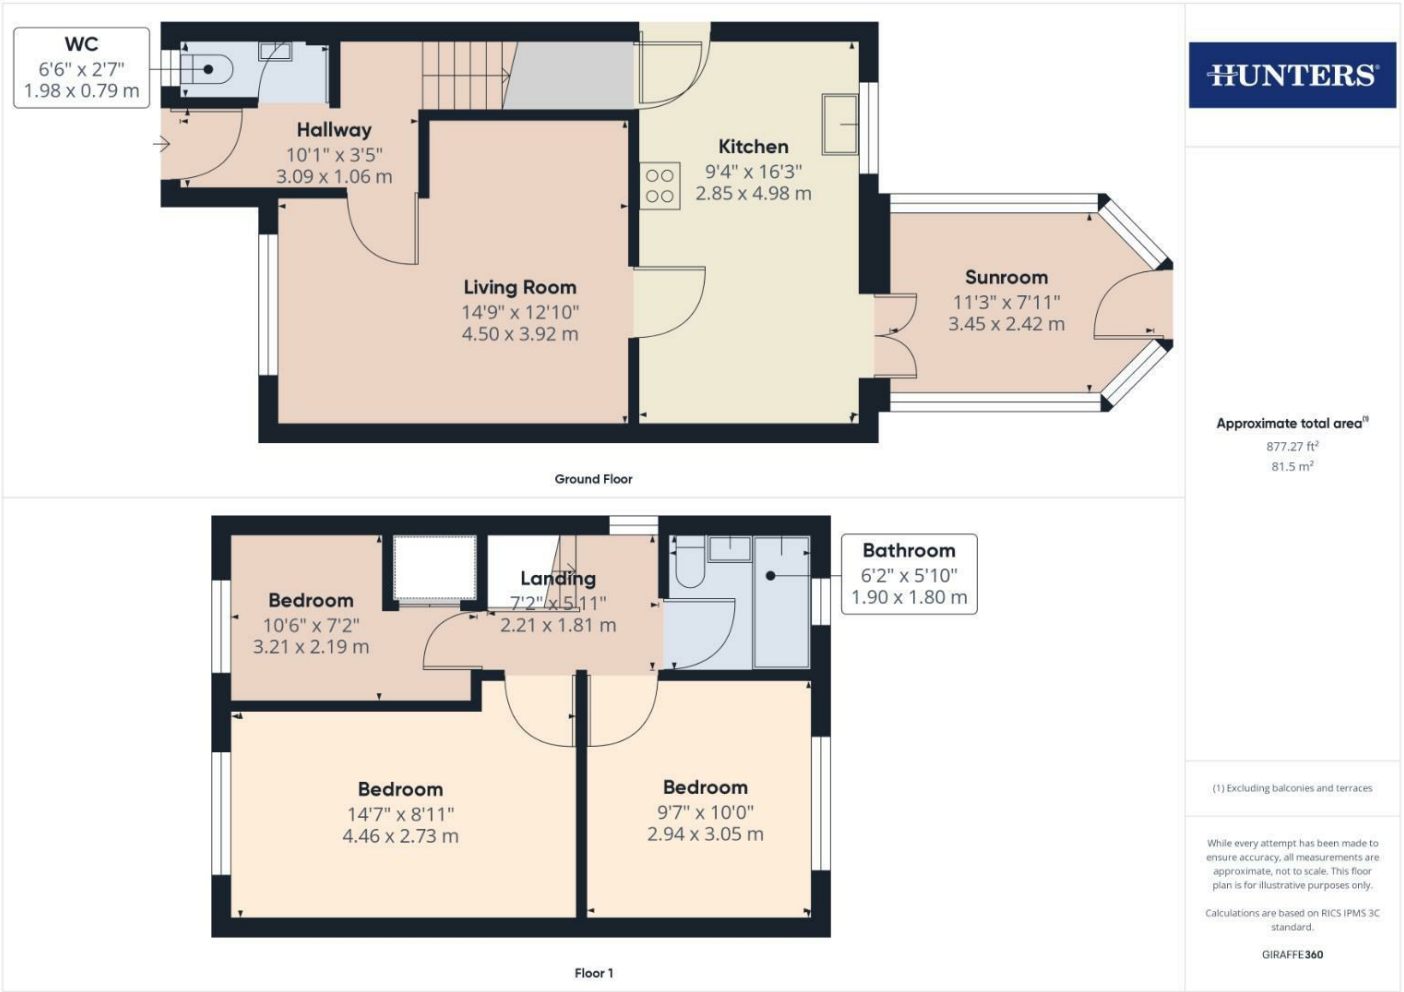 WC
6'6" x 2'7"
1.98 x 0.79 m
Hallway
10'1" x 3'5"
3.09 x 1.06 m
Kitchen
9'4" x 16'3"
2.85 x 4.98 m
Living Room
14'9" x 12'10"
4.50 x 3.92 m
Sunroom
11'3" x 7'11"
3.45 x 2.42 m
Ground Floor
Bedroom
10'6" x 7'2"
3.21 x 2.19 m
Landing
7'2" x 5'11"
2.21 x 1.81 m
Bathroom
6'2" x 5'10"
1.90 x 1.80 m
Bedroom
14'7" x 8'11"
4.46 x 2.73 m
Bedroom
9'7" x 10'0"
2.94 x 3.05 m
Floor 1
HUNTERS®
Approximate total area(1)
877.27 ft²
81.5 m²
(1) Excluding balconies and terraces
While every attempt has been made to
ensure accuracy, all measurements are
approximate, not to scale. This floor
plan is for illustrative purposes only.
Calculations are based on RICS IPMS 3C
standard.
GIRAFFE360